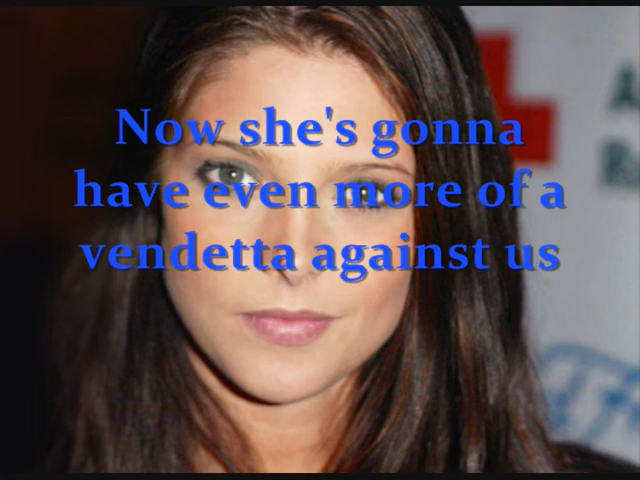 Now she's gonna
have even more of a
vendetta against us